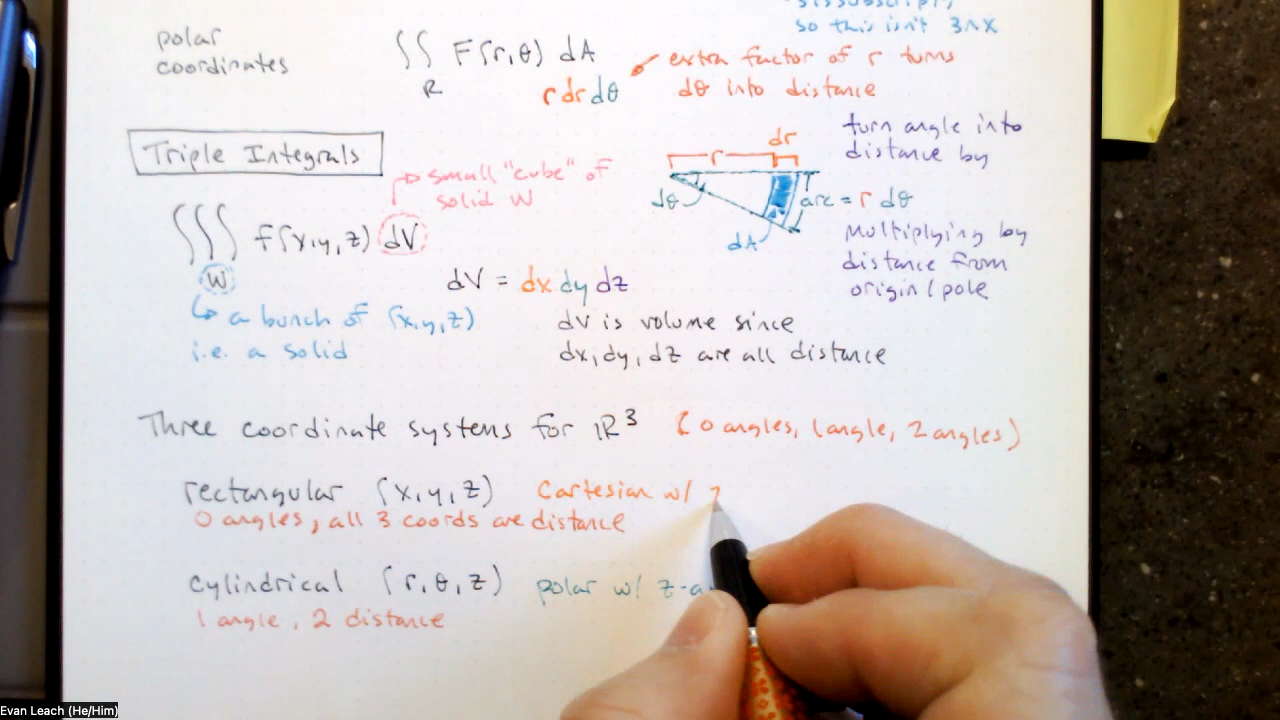 so this isn't 3NX
polar
coordinates
∬ F(r,θ) dA
R
r dr dθ
extra factor of r turns
dθ into distance
Triple Integrals
small "cube" of
solid W
∭ f(x,y,z) dV
W
a bunch of (x,y,z)
i.e. a solid
dV = dx dy dz
dV is volume since
dx, dy, dz are all distance
dr
r
dθ
arc = r dθ
dA
turn angle into
distance by
multiplying by
distance from
origin / pole
Three coordinate systems for ℝ³ (0 angles, 1 angle, 2 angles)
rectangular (x,y,z) Cartesian w/
0 angles, all 3 coords are distance
cylindrical (r,θ,z) polar w/ z-a
1 angle, 2 distance
Evan Leach (He/Him)